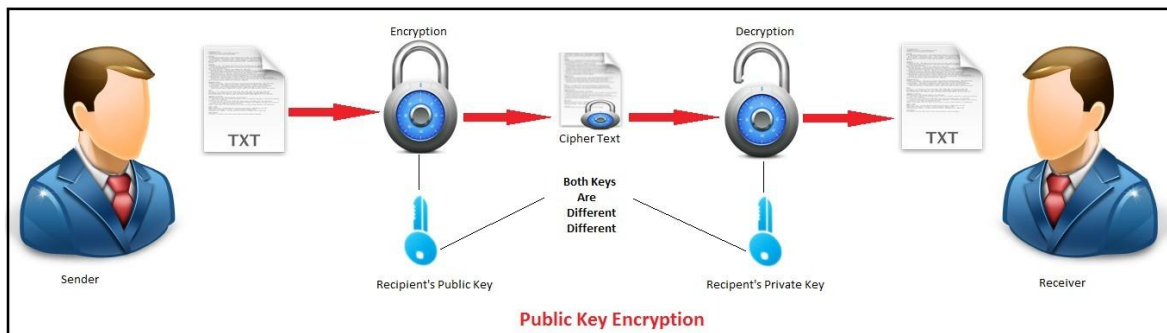 Encryption
Decryption
TXT
Cipher Text
TXT
Both Keys
Are
Different
Different
Sender
Recipient's Public Key
Recipent's Private Key
Receiver
Public Key Encryption